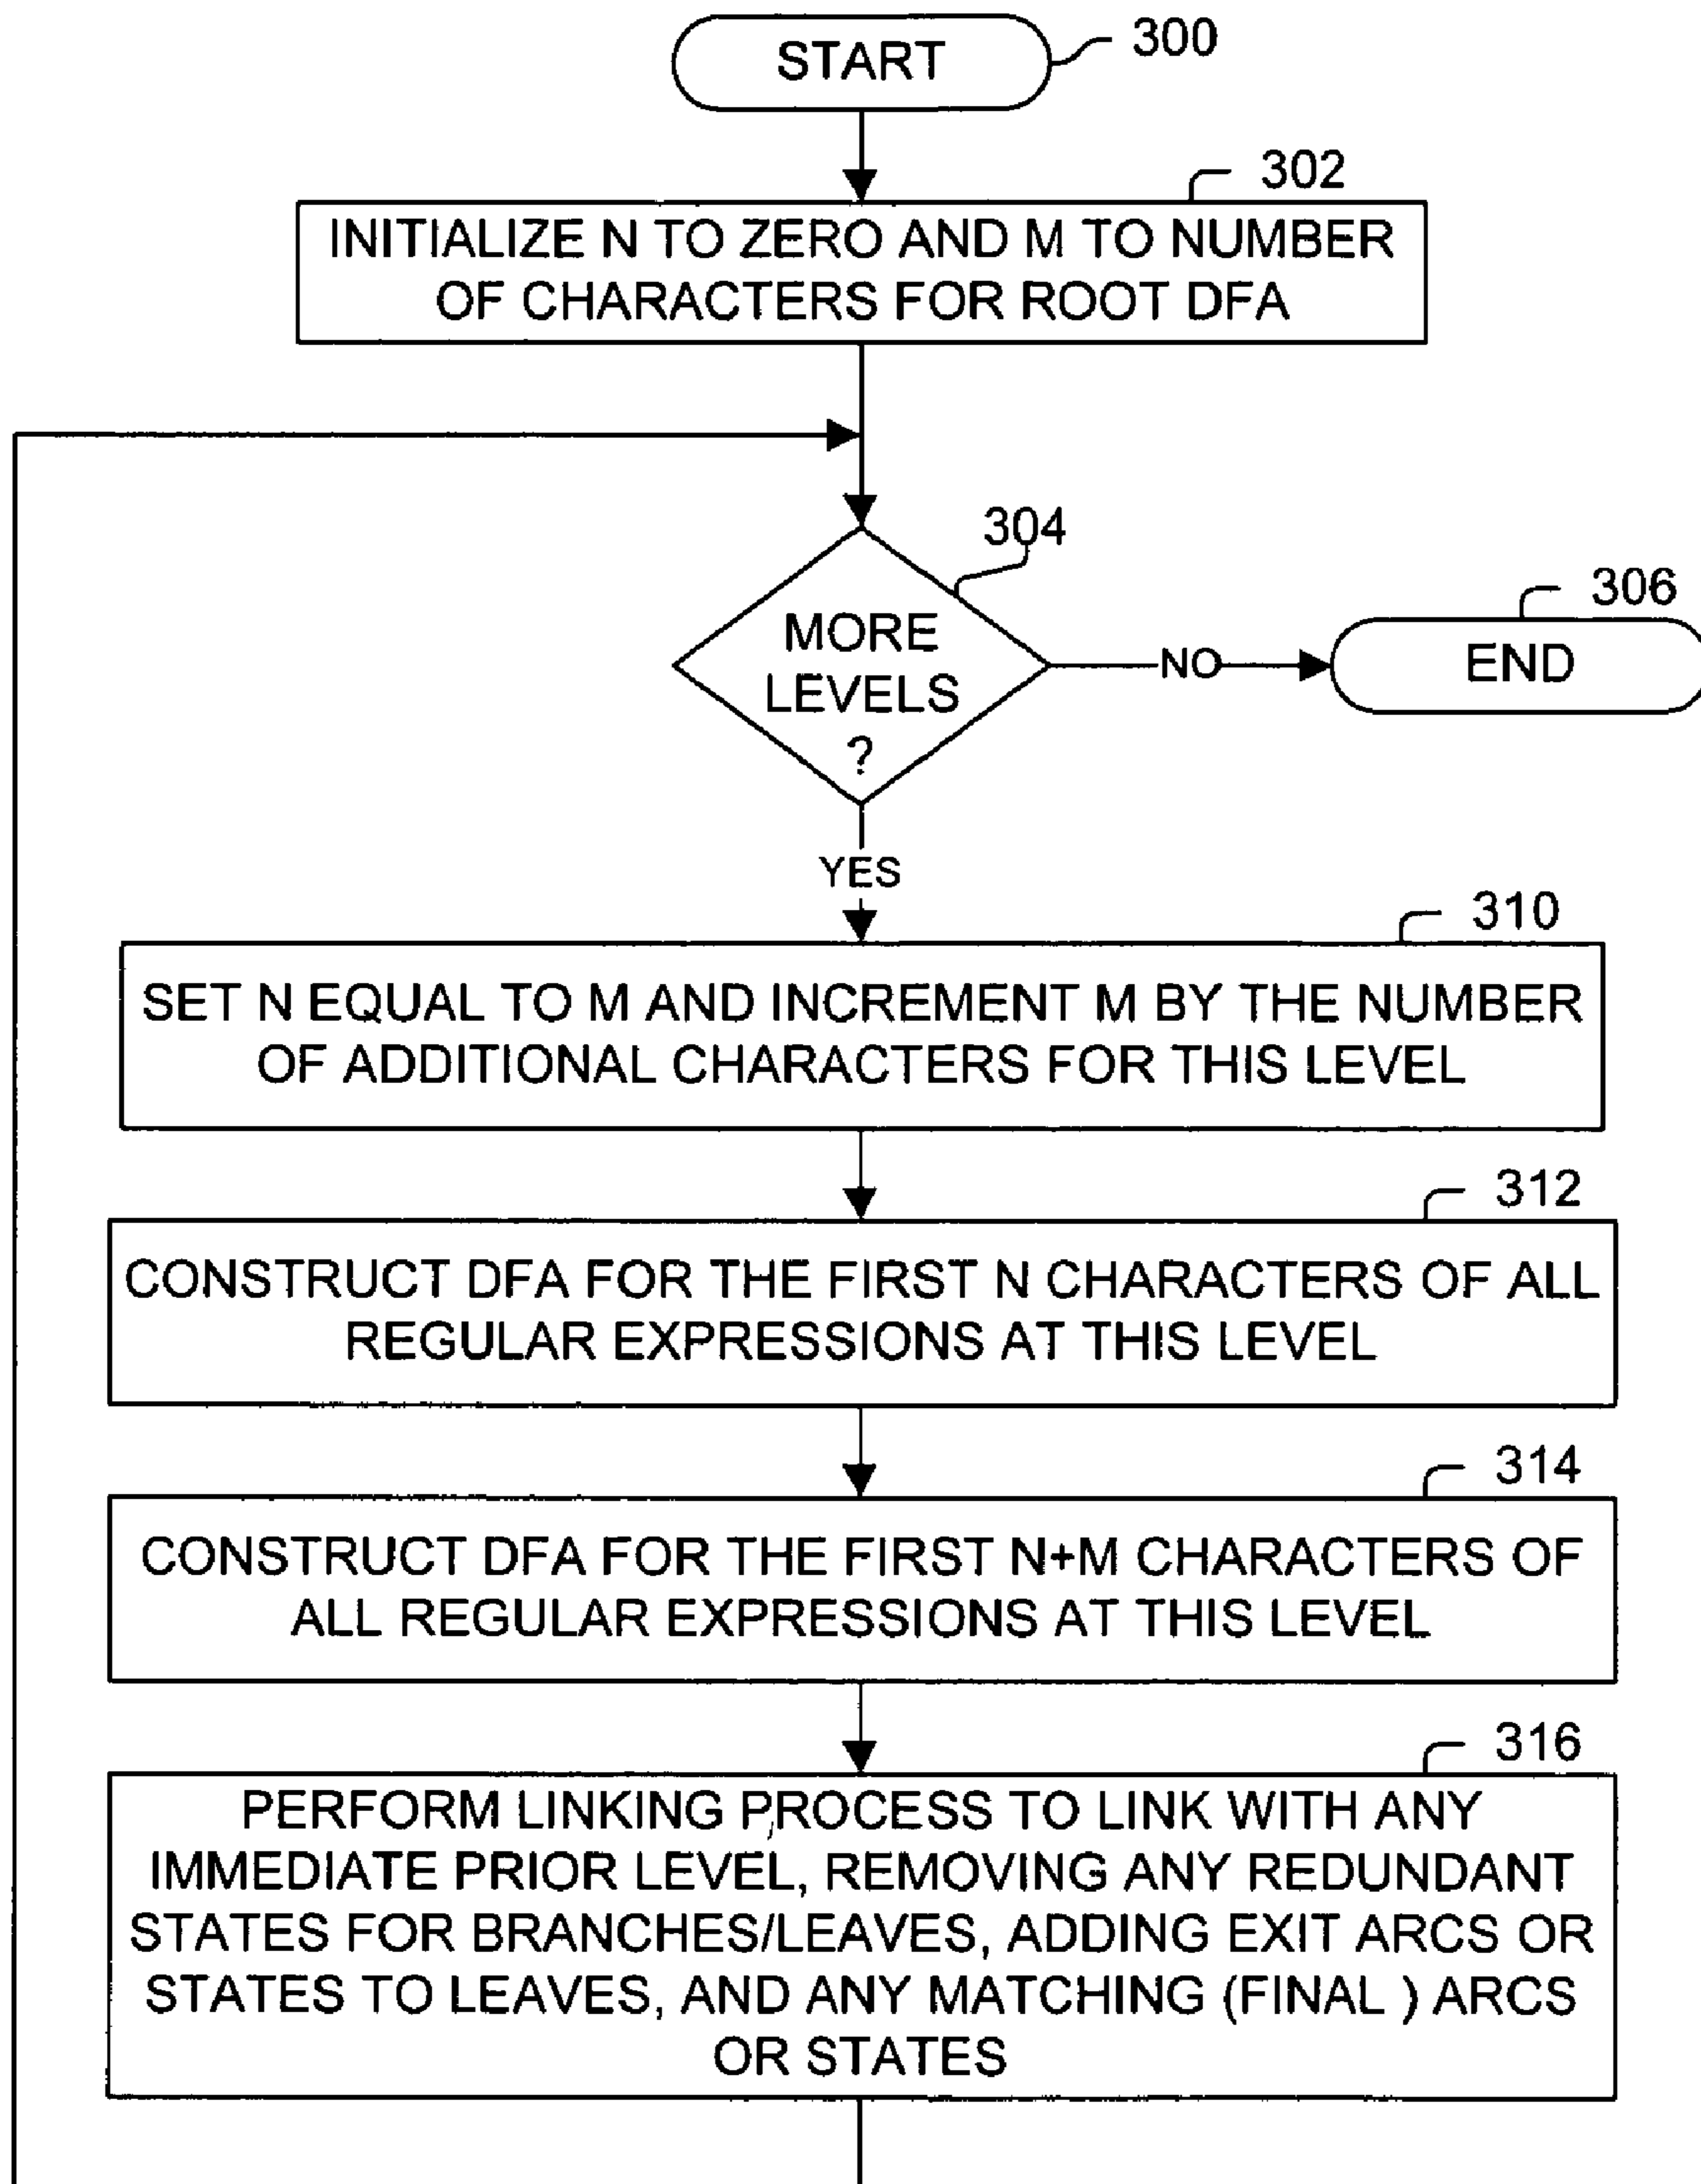 START
300
302
INITIALIZE N TO ZERO AND M TO NUMBER
OF CHARACTERS FOR ROOT DFA
304
MORE
LEVELS
?
NO
306
END
YES
310
SET N EQUAL TO M AND INCREMENT M BY THE NUMBER
OF ADDITIONAL CHARACTERS FOR THIS LEVEL
312
CONSTRUCT DFA FOR THE FIRST N CHARACTERS OF ALL
REGULAR EXPRESSIONS AT THIS LEVEL
314
CONSTRUCT DFA FOR THE FIRST N+M CHARACTERS OF
ALL REGULAR EXPRESSIONS AT THIS LEVEL
316
PERFORM LINKING PROCESS TO LINK WITH ANY
IMMEDIATE PRIOR LEVEL, REMOVING ANY REDUNDANT
STATES FOR BRANCHES/LEAVES, ADDING EXIT ARCS OR
STATES TO LEAVES, AND ANY MATCHING (FINAL ) ARCS
OR STATES